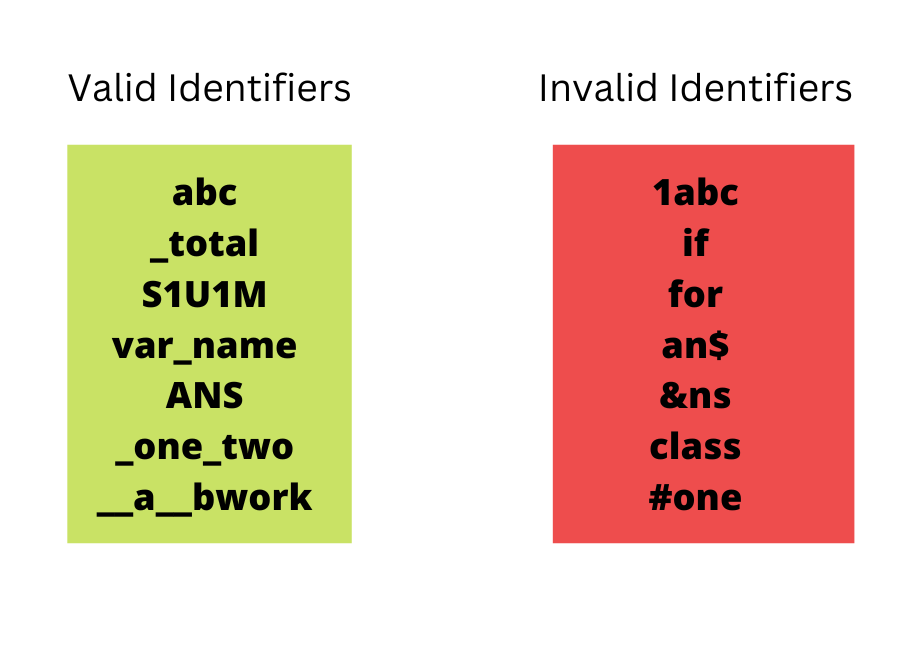 Valid Identifiers
abc
_total
S1U1M
var_name
ANS
_one_two
__a__bwork
Invalid Identifiers
1abc
if
for
an$
&ns
class
#one